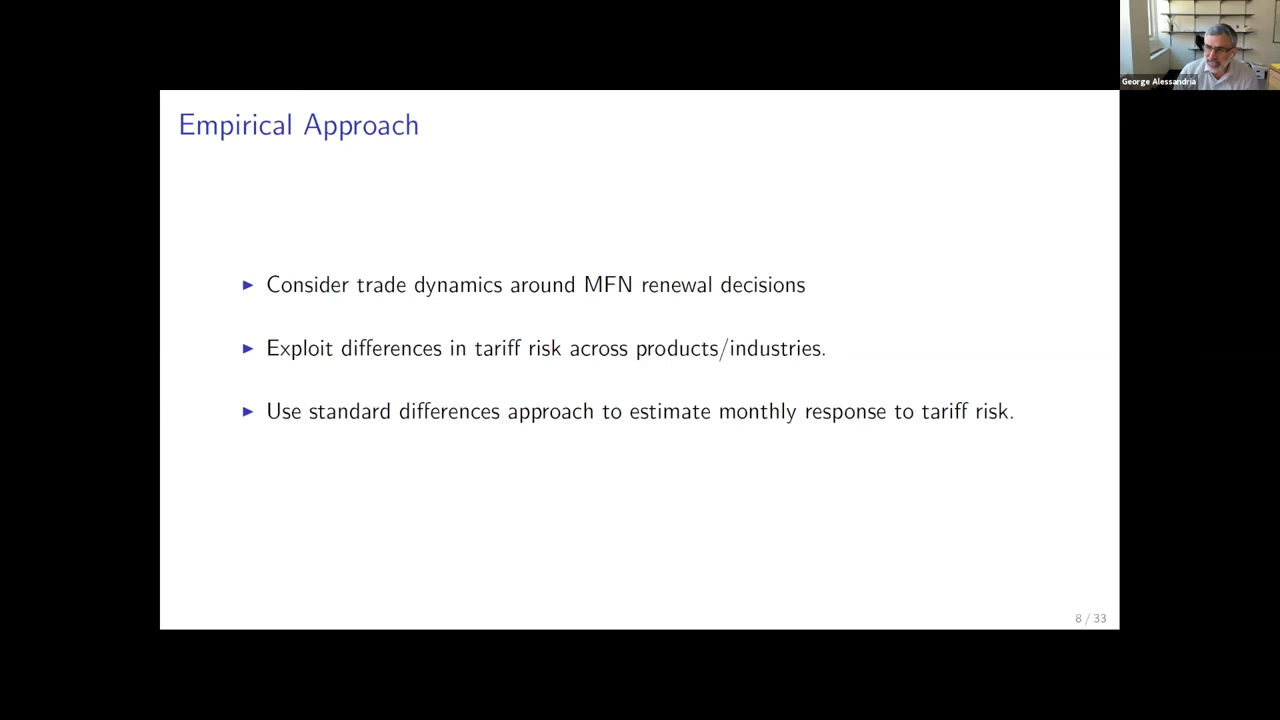 George Alessandria
Empirical Approach
Consider trade dynamics around MFN renewal decisions
Exploit differences in tariff risk across products/industries.
Use standard differences approach to estimate monthly response to tariff risk.
8 / 33